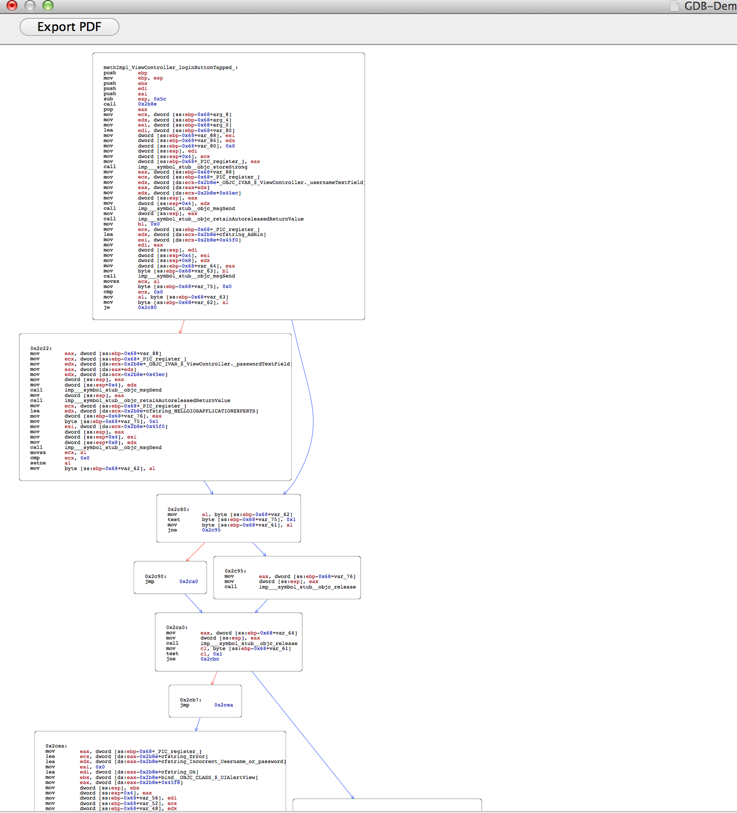 GDB-Dem
Export PDF
methImpl_ViewController_loginButtonTapped_:
push ebp
mov ebp, esp
push ebx
push edi
push esi
sub esp, 0x5c
call 0x2b8e
pop eax
mov ecx, dword [ss:ebp-0x68+arg_8]
mov edx, dword [ss:ebp-0x68+arg_4]
mov esi, dword [ss:ebp-0x68+arg_0]
lea edi, dword [ss:ebp-0x68+var_80]
mov dword [ss:ebp-0x68+var_88], esi
mov dword [ss:ebp-0x68+var_84], edx
mov dword [ss:ebp-0x68+var_80], 0x0
mov dword [ss:esp], edi
mov dword [ss:esp+0x4], ecx
mov dword [ss:ebp-0x68+_PIC_register_], eax
call imp___symbol_stub__objc_storeStrong
mov eax, dword [ss:ebp-0x68+var_88]
mov ecx, dword [ss:ebp-0x68+_PIC_register_]
mov edx, dword [ds:ecx-0x2b8e+_OBJC_IVAR_$_ViewController._usernameTextField]
mov eax, dword [ds:eax+edx]
mov edx, dword [ds:ecx-0x2b8e+0x45ec]
mov dword [ss:esp], eax
mov dword [ss:esp+0x4], edx
call imp___symbol_stub__objc_msgSend
mov dword [ss:esp], eax
call imp___symbol_stub__objc_retainAutoreleasedReturnValue
mov bl, 0x0
mov ecx, dword [ss:ebp-0x68+_PIC_register_]
lea edx, dword [ds:ecx-0x2b8e+cfstring_Admin]
mov esi, dword [ds:ecx-0x2b8e+0x45f0]
mov edi, eax
mov dword [ss:esp], edi
mov dword [ss:esp+0x4], esi
mov dword [ss:esp+0x8], edx
mov dword [ss:ebp-0x68+var_64], eax
mov byte [ss:ebp-0x68+var_63], bl
call imp___symbol_stub__objc_msgSend
movsx ecx, al
mov byte [ss:ebp-0x68+var_75], 0x0
cmp ecx, 0x0
mov al, byte [ss:ebp-0x68+var_63]
mov byte [ss:ebp-0x68+var_62], al
je 0x2c80
0x2c22:
mov eax, dword [ss:ebp-0x68+var_88]
mov ecx, dword [ss:ebp-0x68+_PIC_register_]
mov edx, dword [ds:ecx-0x2b8e+_OBJC_IVAR_$_ViewController._passwordTextField]
mov eax, dword [ds:eax+edx]
mov edx, dword [ds:ecx-0x2b8e+0x45ec]
mov dword [ss:esp], eax
mov dword [ss:esp+0x4], edx
call imp___symbol_stub__objc_msgSend
mov dword [ss:esp], eax
call imp___symbol_stub__objc_retainAutoreleasedReturnValue
mov ecx, dword [ss:ebp-0x68+_PIC_register_]
lea edx, dword [ds:ecx-0x2b8e+cfstring_HELLOIOSAPPLICATIONEXPERTS]
mov dword [ss:ebp-0x68+var_76], eax
mov byte [ss:ebp-0x68+var_75], 0x1
mov esi, dword [ds:ecx-0x2b8e+0x45f0]
mov dword [ss:esp], eax
mov dword [ss:esp+0x4], esi
mov dword [ss:esp+0x8], edx
call imp___symbol_stub__objc_msgSend
movsx ecx, al
cmp ecx, 0x0
setne al
mov byte [ss:ebp-0x68+var_62], al
0x2c80:
mov al, byte [ss:ebp-0x68+var_62]
test byte [ss:ebp-0x68+var_75], 0x1
mov byte [ss:ebp-0x68+var_61], al
jne 0x2c95
0x2c90:
jmp 0x2ca0
0x2c95:
mov eax, dword [ss:ebp-0x68+var_76]
mov dword [ss:esp], eax
call imp___symbol_stub__objc_release
0x2ca0:
mov eax, dword [ss:ebp-0x68+var_64]
mov dword [ss:esp], eax
call imp___symbol_stub__objc_release
mov cl, byte [ss:ebp-0x68+var_61]
test cl, 0x1
jne 0x2cbc
0x2cb7:
jmp 0x2cea
0x2cea:
mov eax, dword [ss:ebp-0x68+_PIC_register_]
lea ecx, dword [ds:eax-0x2b8e+cfstring_Error]
lea edx, dword [ds:eax-0x2b8e+cfstring_Incorrect_Username_or_password]
mov esi, 0x0
lea edi, dword [ds:eax-0x2b8e+cfstring_Ok]
mov ebx, dword [ds:eax-0x2b8e+bind__OBJC_CLASS_$_UIAlertView]
mov eax, dword [ds:eax-0x2b8e+0x45f8]
mov dword [ss:esp], ebx
mov dword [ss:esp+0x4], eax
mov dword [ss:ebp-0x68+var_56], edi
mov dword [ss:ebp-0x68+var_52], ecx
mov dword [ss:ebp-0x68+var_48], edx